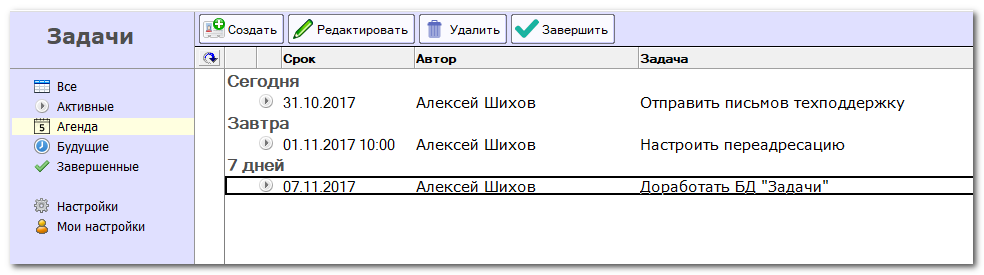 Задачи
Создать Редактировать Удалить Завершить
Все
Активные
5 Агенда
Будущие
Завершенные
Настройки
Мои настройки
Срок Автор Задача
Сегодня
31.10.2017 Алексей Шихов Отправить письмов техподдержку
Завтра
01.11.2017 10:00 Алексей Шихов Настроить переадресацию
7 дней
07.11.2017 Алексей Шихов Доработать БД "Задачи"